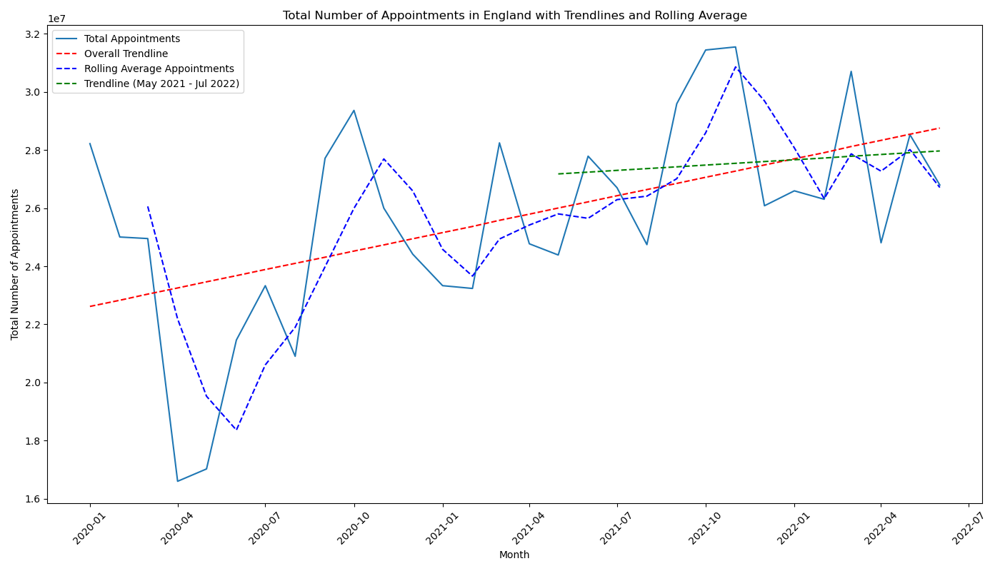 Total Number of Appointments in England with Trendlines and Rolling Average
1e7
Total Appointments
Overall Trendline
Rolling Average Appointments
Trendline (May 2021 - Jul 2022)
3.2
3.0
2.8
2.6
2.4
2.2
2.0
1.8
1.6
Total Number of Appointments
2020-01
2020-04
2020-07
2020-10
2021-01
2021-04
2021-07
2021-10
2022-01
2022-04
2022-07
Month